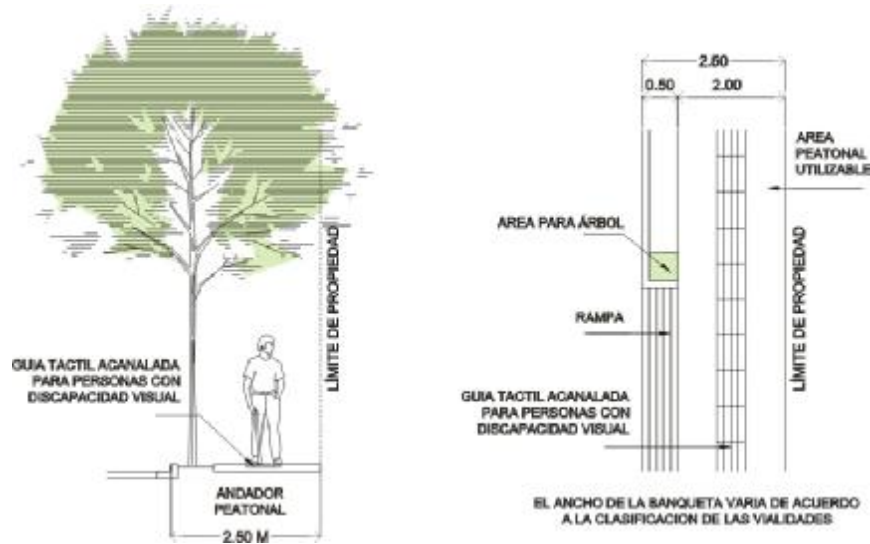 GUIA TACTIL ACANALADA
PARA PERSONAS CON
DISCAPACIDAD VISUAL
LÍMITE DE PROPIEDAD
ANDADOR
PEATONAL
2.50 M
2.50
0.50
2.00
AREA
PEATONAL
UTILIZABLE
AREA PARA ÁRBOL
RAMPA
LÍMITE DE PROPIEDAD
GUIA TACTIL ACANALADA
PARA PERSONAS CON
DISCAPACIDAD VISUAL
EL ANCHO DE LA BANQUETA VARIA DE ACUERDO
A LA CLASIFICACION DE LAS VIALIDADES